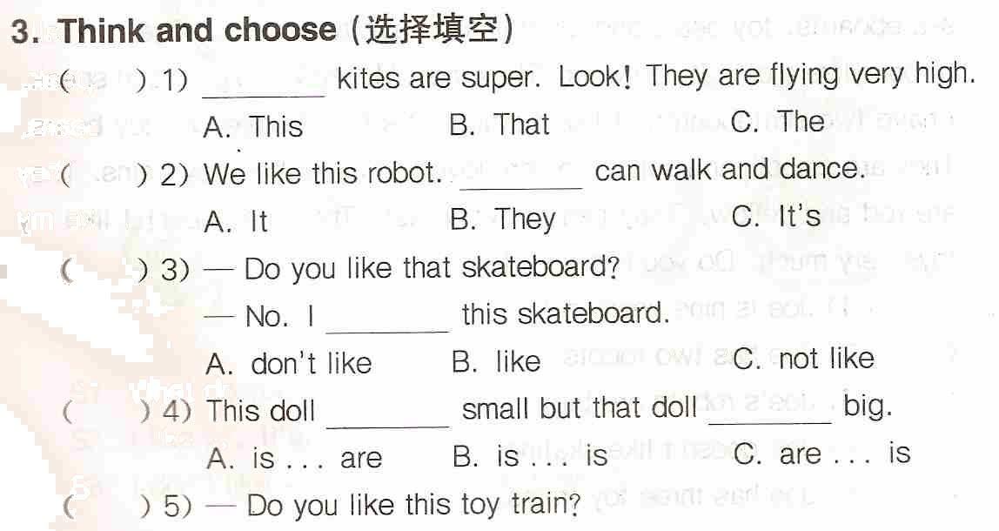 3. Think and choose (选择填空)
( ) 1) ________ kites are super. Look! They are flying very high.
A. This B. That C. The
( ) 2) We like this robot. ________ can walk and dance.
A. It B. They C. It's
( ) 3) — Do you like that skateboard?
— No. I ________ this skateboard.
A. don't like B. like C. not like
( ) 4) This doll ________ small but that doll ________ big.
A. is ... are B. is ... is C. are ... is
( ) 5) — Do you like this toy train?